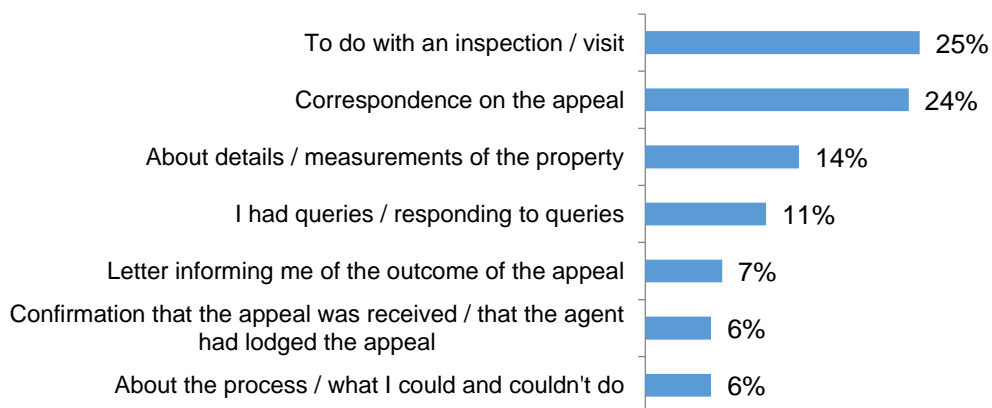 To do with an inspection / visit 25%
Correspondence on the appeal 24%
About details / measurements of the property 14%
I had queries / responding to queries 11%
Letter informing me of the outcome of the appeal 7%
Confirmation that the appeal was received / that the agent
had lodged the appeal 6%
About the process / what I could and couldn't do 6%